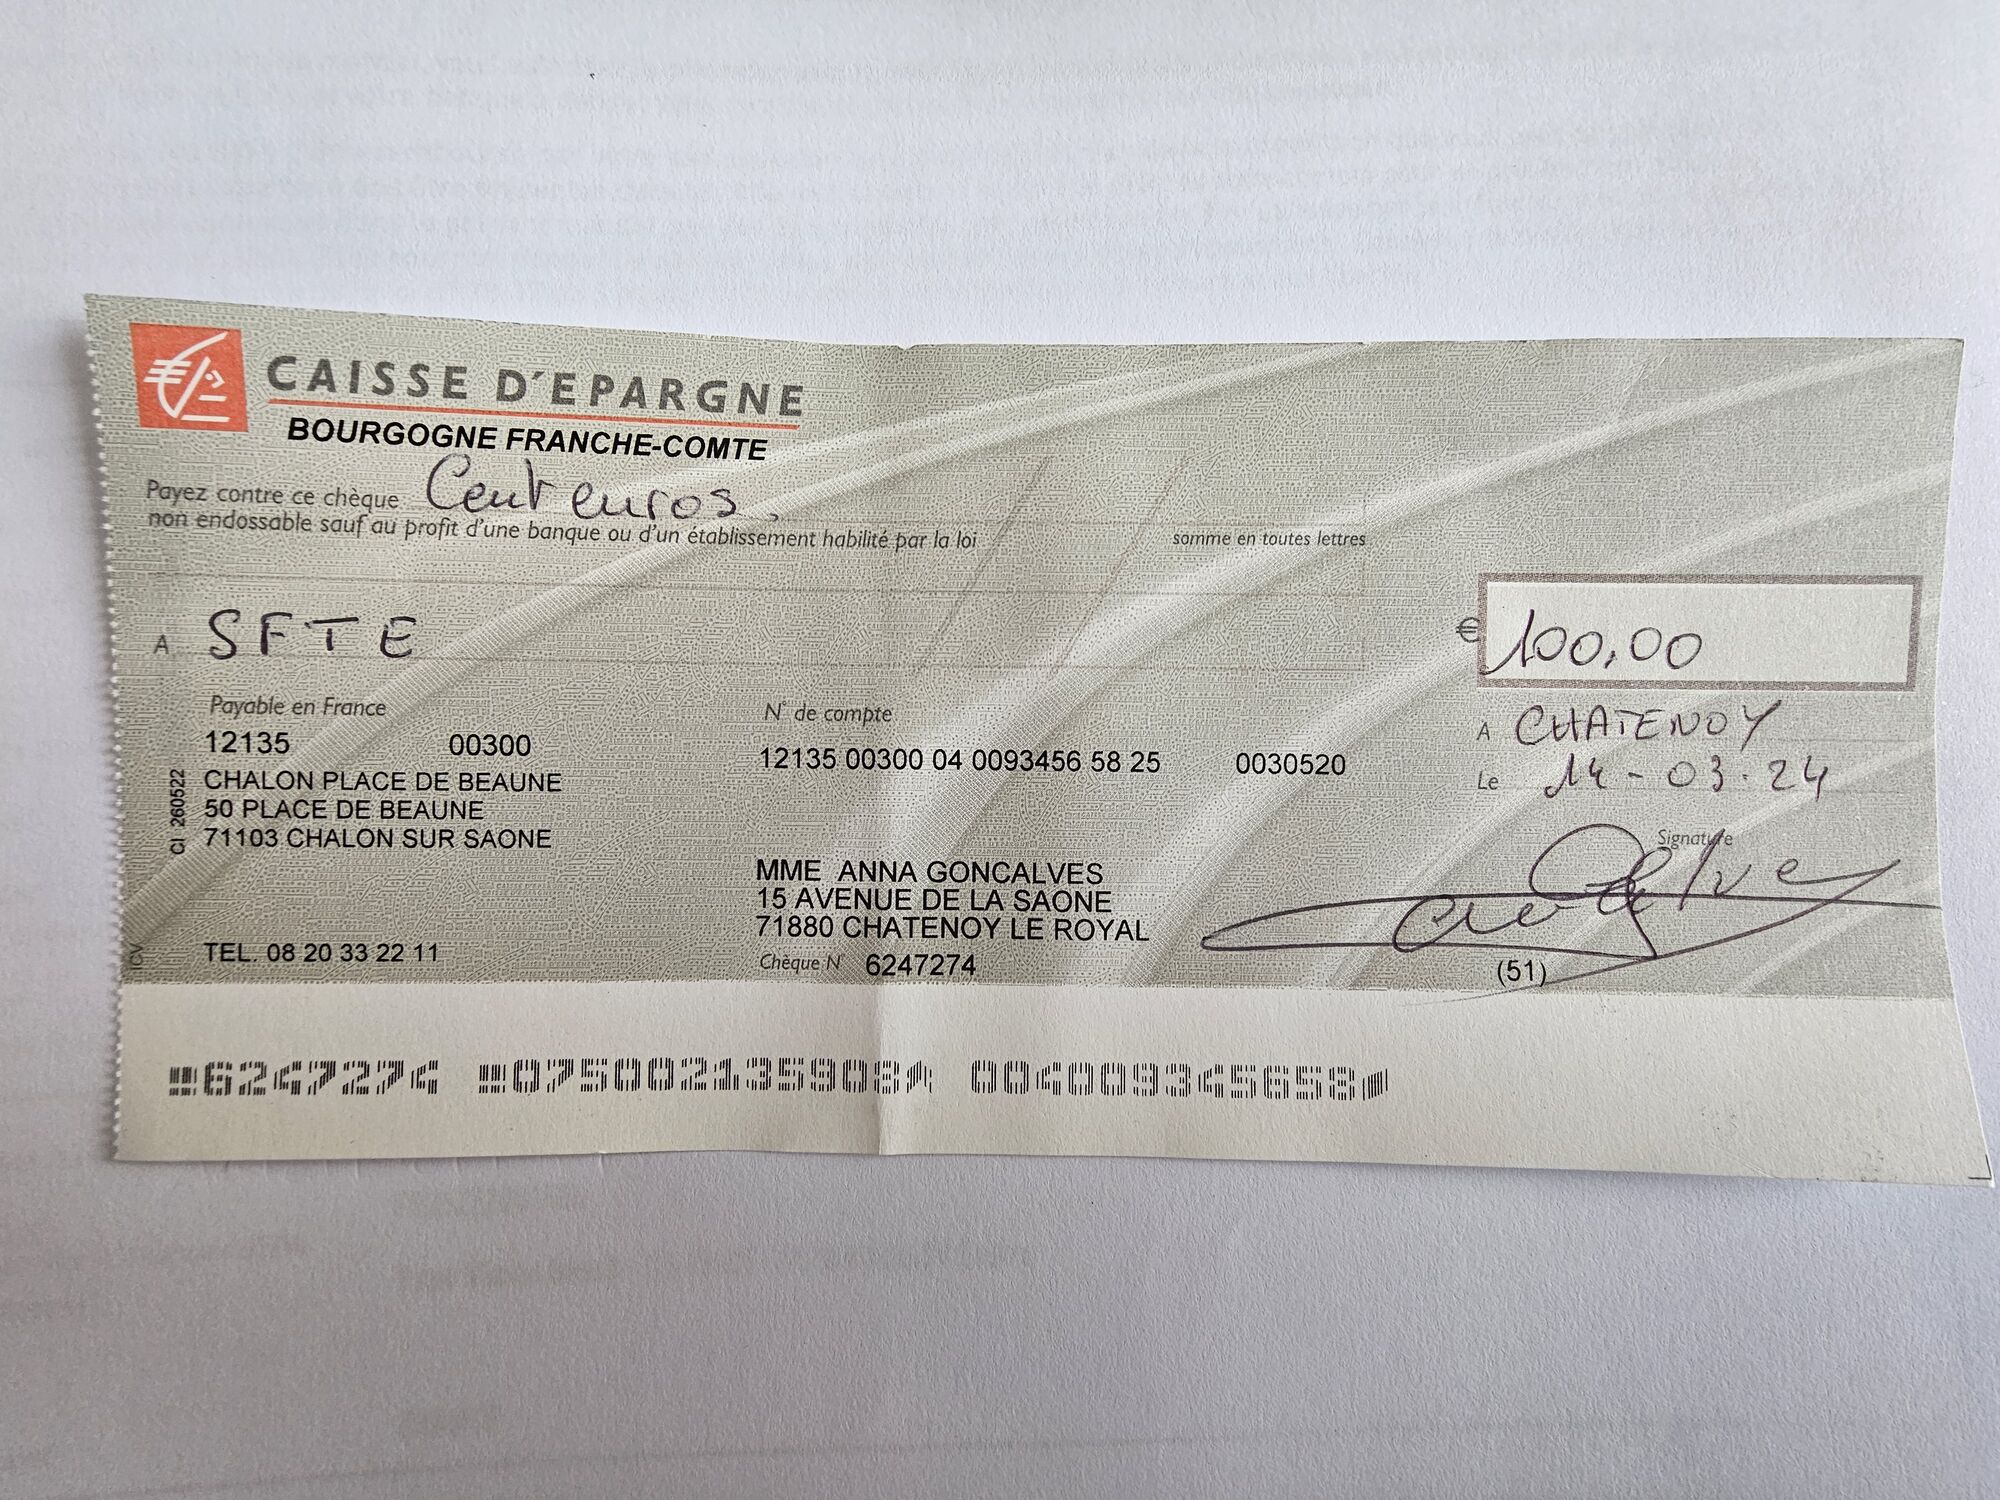 CAISSE D'EPARGNE
BOURGOGNE FRANCHE-COMTE
Payez contre ce chèque Cent euros.
non endossable sauf au profit d'une banque ou d'un établissement habilité par la loi
somme en toutes lettres
A SFTE
€ 100,00
Payable en France
12135 00300
CHALON PLACE DE BEAUNE
50 PLACE DE BEAUNE
71103 CHALON SUR SAONE
TEL. 08 20 33 22 11
CI 260522
N° de compte
12135 00300 04 0093456 58 25 0030520
MME ANNA GONCALVES
15 AVENUE DE LA SAONE
71880 CHATENOY LE ROYAL
Chèque N° 6247274
A CHATENOY
Le 14-03.24
Signature
(51)
6247274 075002135908 004009345658